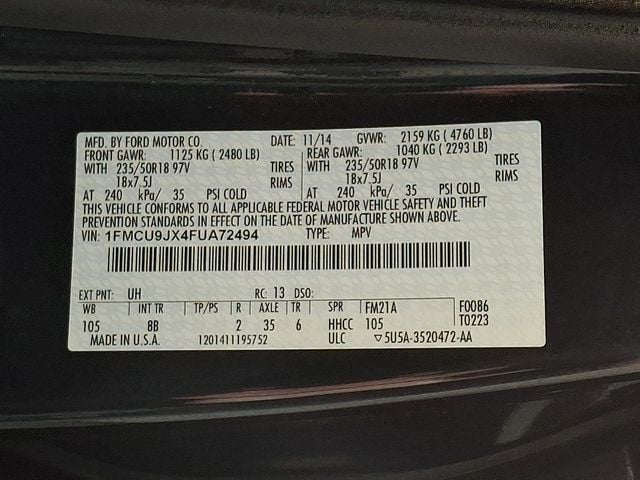 MFD. BY FORD MOTOR CO. DATE: 11/14 GVWR: 2159 KG ( 4760 LB)
FRONT GAWR: 1125 KG ( 2480 LB) REAR GAWR: 1040 KG ( 2293 LB)
WITH 235/50R18 97V TIRES WITH 235/50R18 97V TIRES
18x7.5J RIMS 18x7.5J RIMS
AT 240 kPa/ 35 PSI COLD AT 240 kPa/ 35 PSI COLD
THIS VEHICLE CONFORMS TO ALL APPLICABLE FEDERAL MOTOR VEHICLE SAFETY AND THEFT
PREVENTION STANDARDS IN EFFECT ON THE DATE OF MANUFACTURE SHOWN ABOVE.
VIN: 1FMCU9JX4FUA72494 TYPE: MPV
EXT PNT: UH RC: 13 DSO:
WB INT TR TP/PS R AXLE TR SPR FM21A F0086
105 8B 2 35 6 HHCC 105 T0223
MADE IN U.S.A. 1201411195752 ULC ▽5U5A-3520472-AA